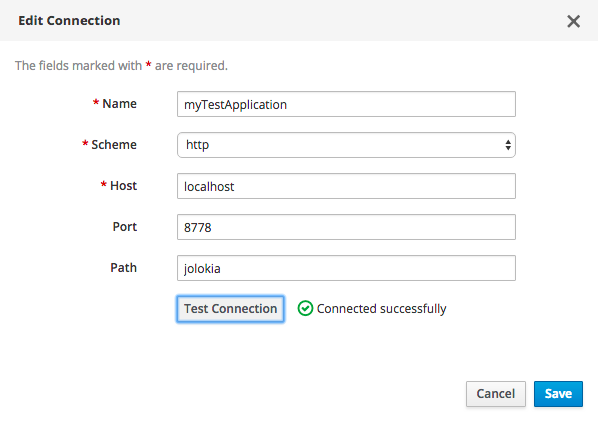 Edit Connection
The fields marked with * are required.
* Name myTestApplication
* Scheme http
* Host localhost
Port 8778
Path jolokia
Test Connection Connected successfully
Cancel Save